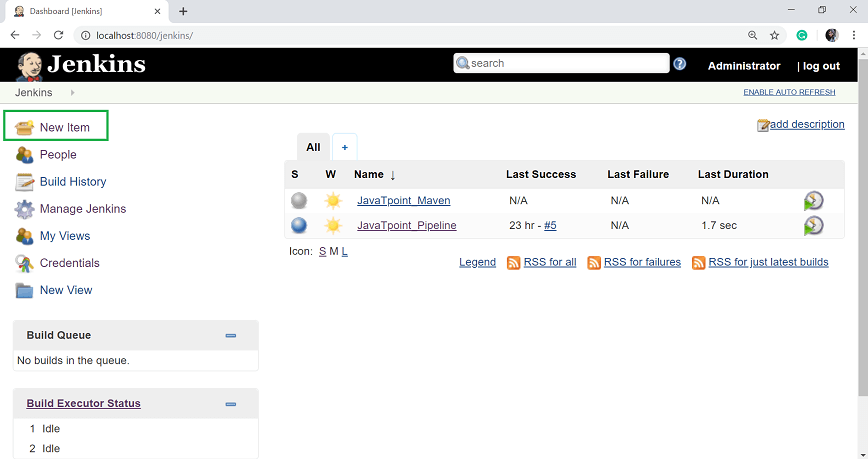 Dashboard [Jenkins]
localhost:8080/jenkins/
Jenkins
search
Administrator | log out
Jenkins
ENABLE AUTO REFRESH
New Item
People
Build History
Manage Jenkins
My Views
Credentials
New View
Build Queue
No builds in the queue.
Build Executor Status
1 Idle
2 Idle
add description
All +
S W Name ↓ Last Success Last Failure Last Duration
JavaTpoint_Maven N/A N/A N/A
JavaTpoint_Pipeline 23 hr - #5 N/A 1.7 sec
Icon: S M L
Legend RSS for all RSS for failures RSS for just latest builds